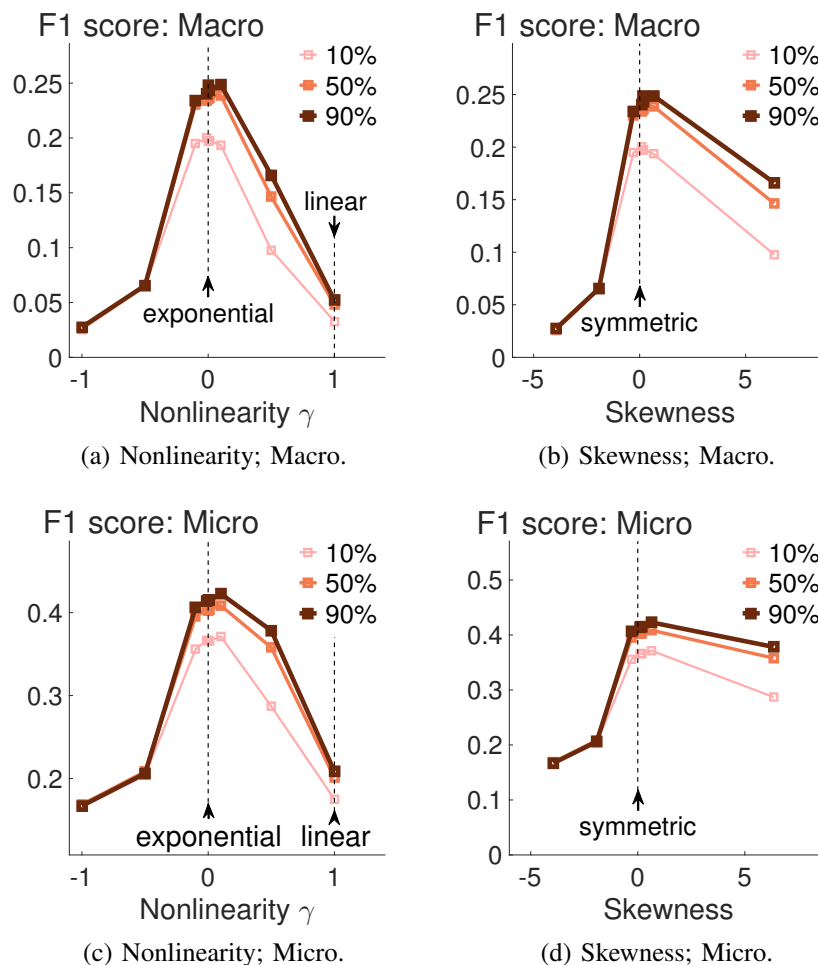 F1 score: Macro
10%
50%
90%
0.25
0.2
0.15
0.1
0.05
0
linear
exponential
-1
0
1
Nonlinearity γ
(a) Nonlinearity; Macro.
F1 score: Macro
10%
50%
90%
0.25
0.2
0.15
0.1
0.05
0
symmetric
-5
0
5
Skewness
(b) Skewness; Macro.
F1 score: Micro
10%
50%
90%
0.4
0.3
0.2
exponential
linear
-1
0
1
Nonlinearity γ
(c) Nonlinearity; Micro.
F1 score: Micro
10%
50%
90%
0.5
0.4
0.3
0.2
0.1
0
symmetric
-5
0
5
Skewness
(d) Skewness; Micro.